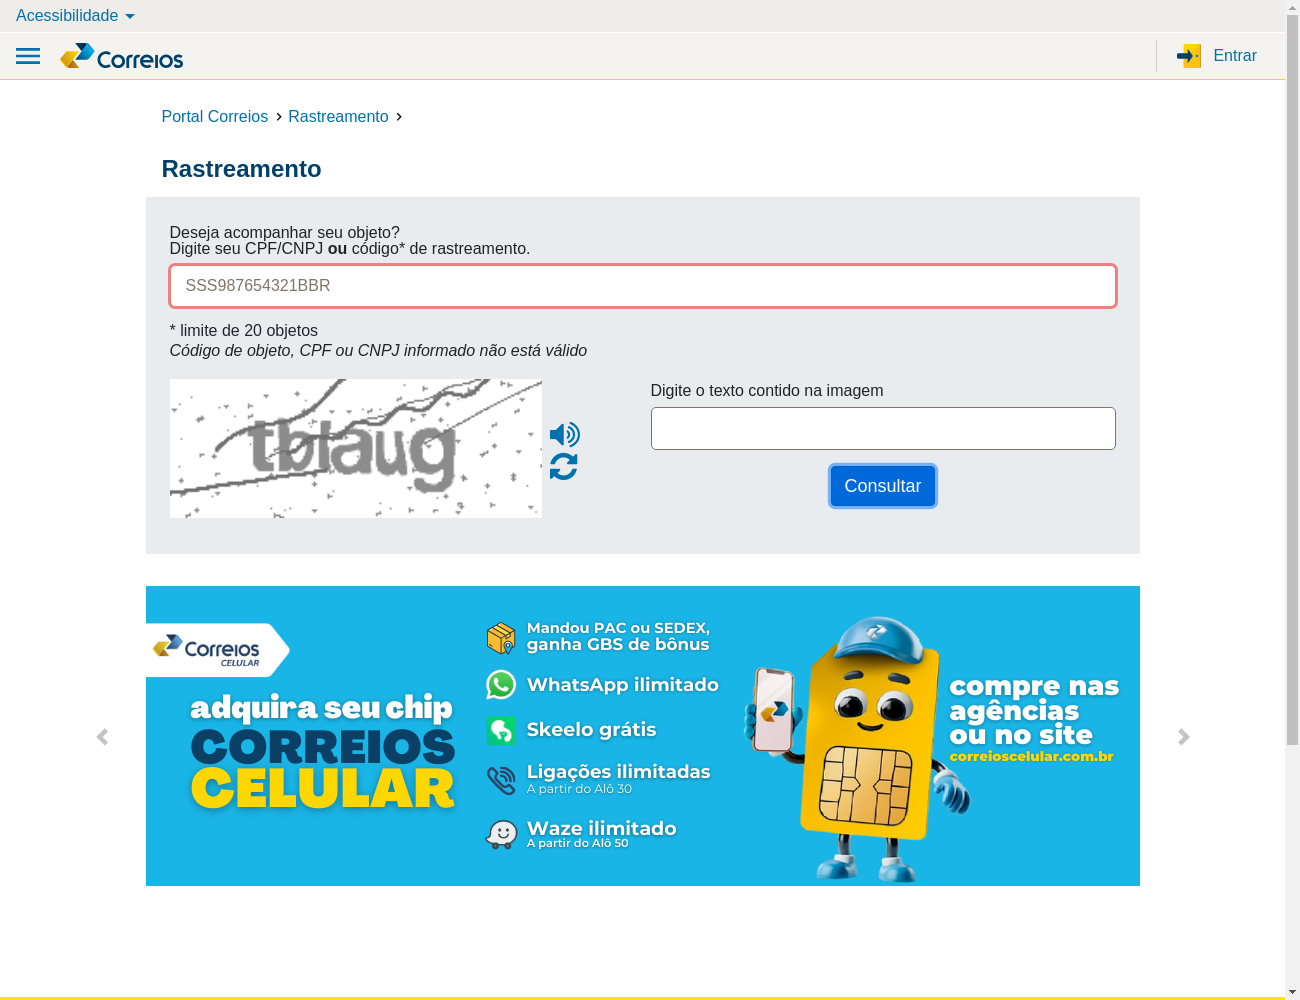 Acessibilidade
Correios
Entrar
Portal Correios
Rastreamento
Rastreamento
Deseja acompanhar seu objeto?
Digite seu CPF/CNPJ ou código* de rastreamento.
SSS987654321BBR
* limite de 20 objetos
Código de objeto, CPF ou CNPJ informado não está válido
tblaug
Digite o texto contido na imagem
Consultar
Correios
CELULAR
adquira seu chip
CORREIOS
CELULAR
Mandou PAC ou SEDEX,
ganha GBS de bônus
WhatsApp ilimitado
Skeelo grátis
Ligações ilimitadas
A partir do Alô 30
Waze ilimitado
A partir do Alô 50
compre nas
agências
ou no site
correioscelular.com.br